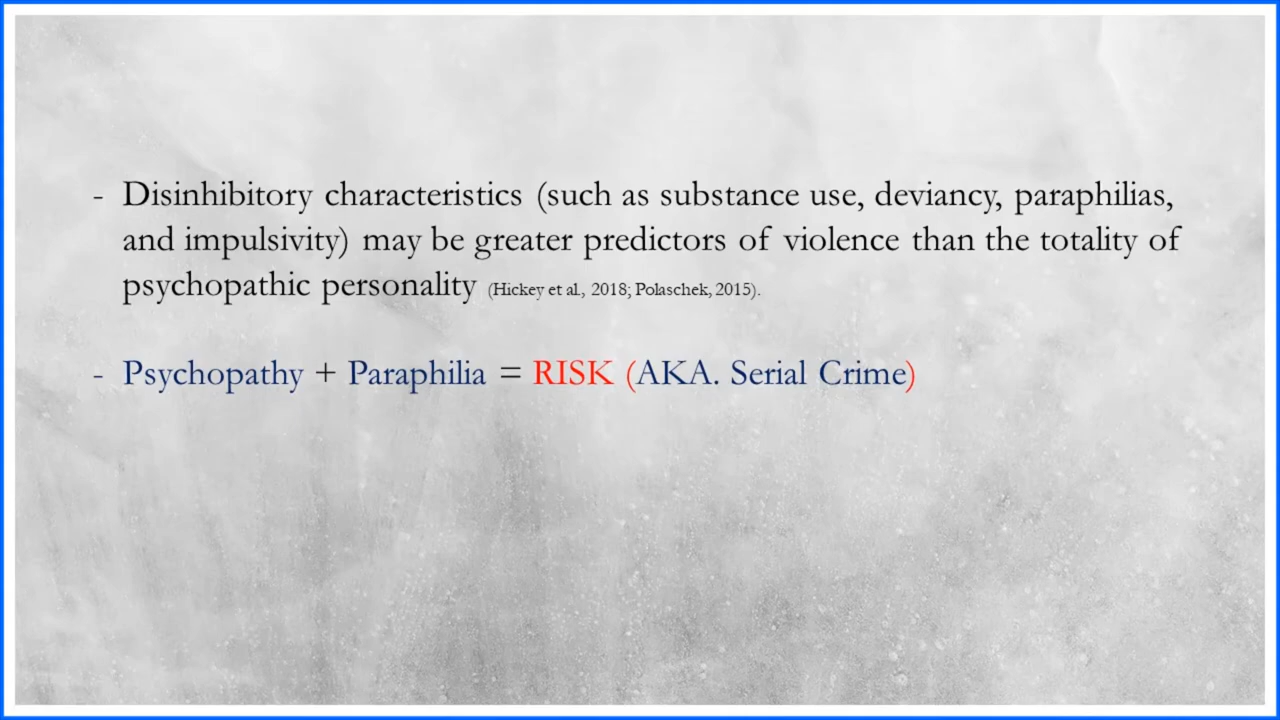 - Disinhibitory characteristics (such as substance use, deviancy, paraphilias,
and impulsivity) may be greater predictors of violence than the totality of
psychopathic personality (Hickey et al., 2018; Polaschek, 2015).
- Psychopathy + Paraphilia = RISK (AKA. Serial Crime)